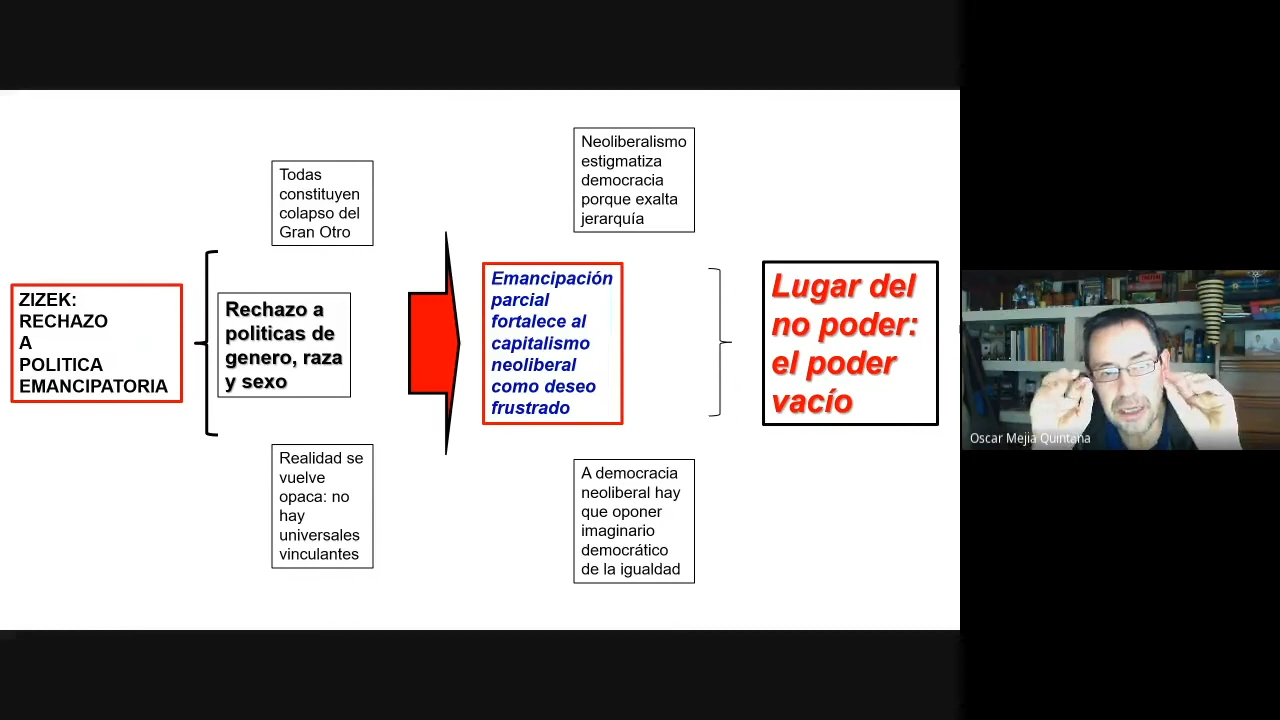 ZIZEK:
RECHAZO
A
POLITICA
EMANCIPATORIA
Todas
constituyen
colapso del
Gran Otro
Rechazo a
politicas de
genero, raza
y sexo
Realidad se
vuelve
opaca: no
hay
universales
vinculantes
Neoliberalismo
estigmatiza
democracia
porque exalta
jerarquía
Emancipación
parcial
fortalece al
capitalismo
neoliberal
como deseo
frustrado
A democracia
neoliberal hay
que oponer
imaginario
democrático
de la igualdad
Lugar del
no poder:
el poder
vacío
Oscar Mejia Quintana